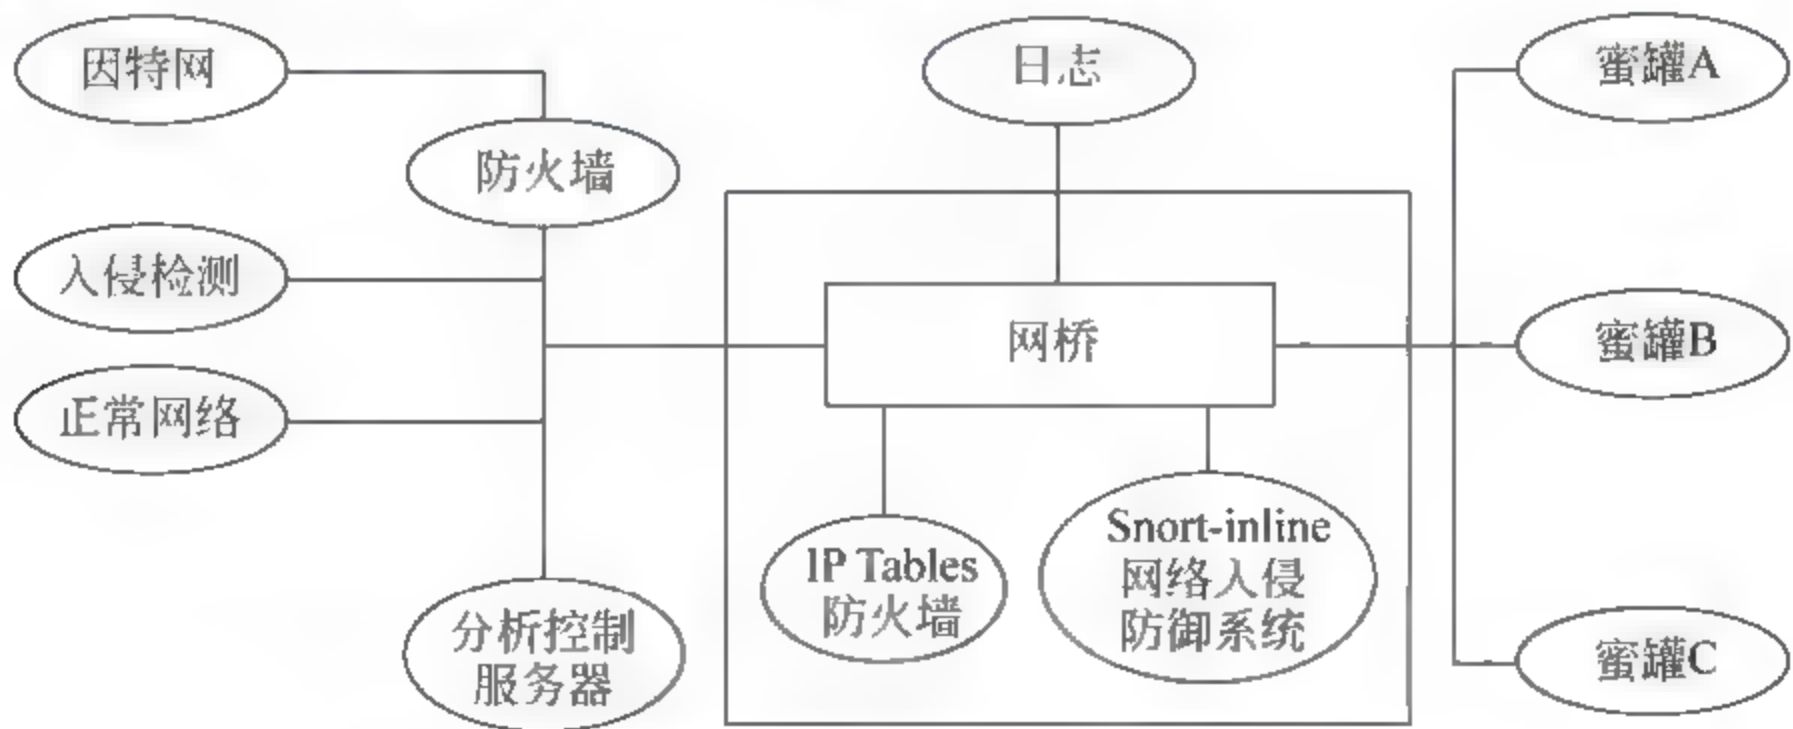 因特网
日志
蜜罐A
防火墙
入侵检测
网桥
蜜罐B
正常网络
IP Tables
防火墙
Snort-inline
网络入侵
防御系统
分析控制
服务器
蜜罐C